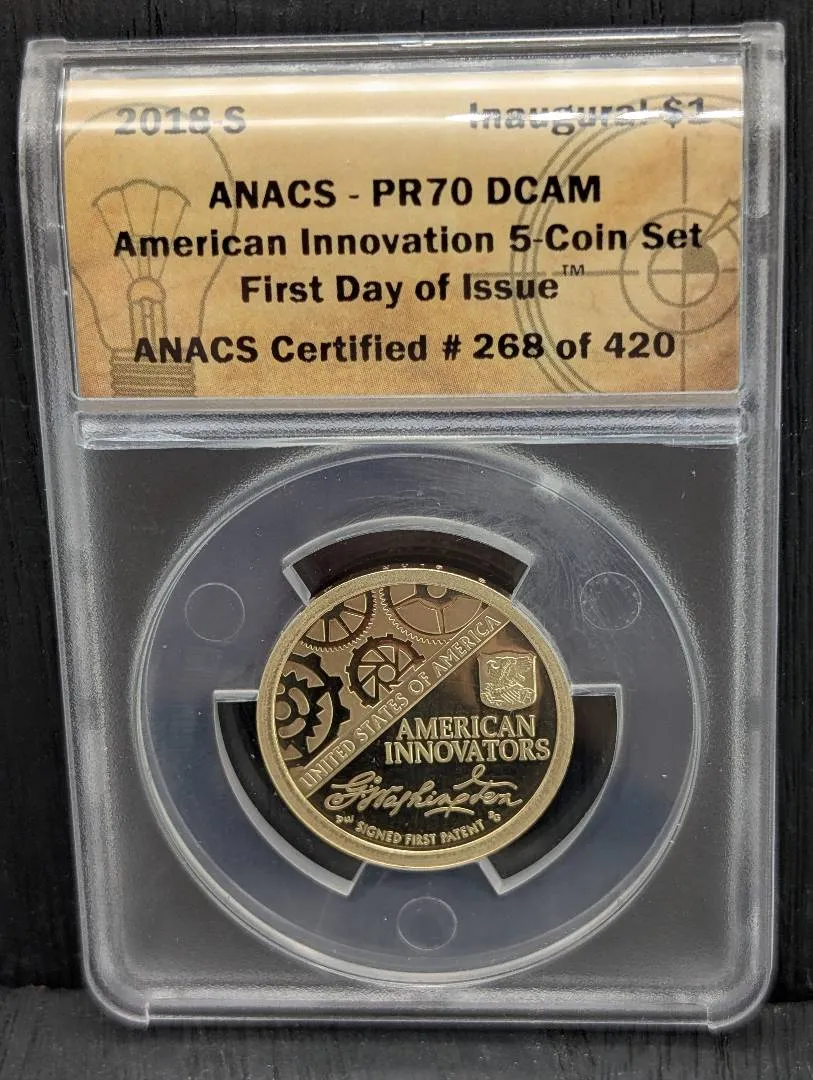 2018 S Inaugural $1
ANACS - PR70 DCAM
American Innovation 5-Coin Set
First Day of Issue™
ANACS Certified # 268 of 420
UNITED STATES OF AMERICA
AMERICAN
INNOVATORS
G Washington
SIGNED FIRST PATENT